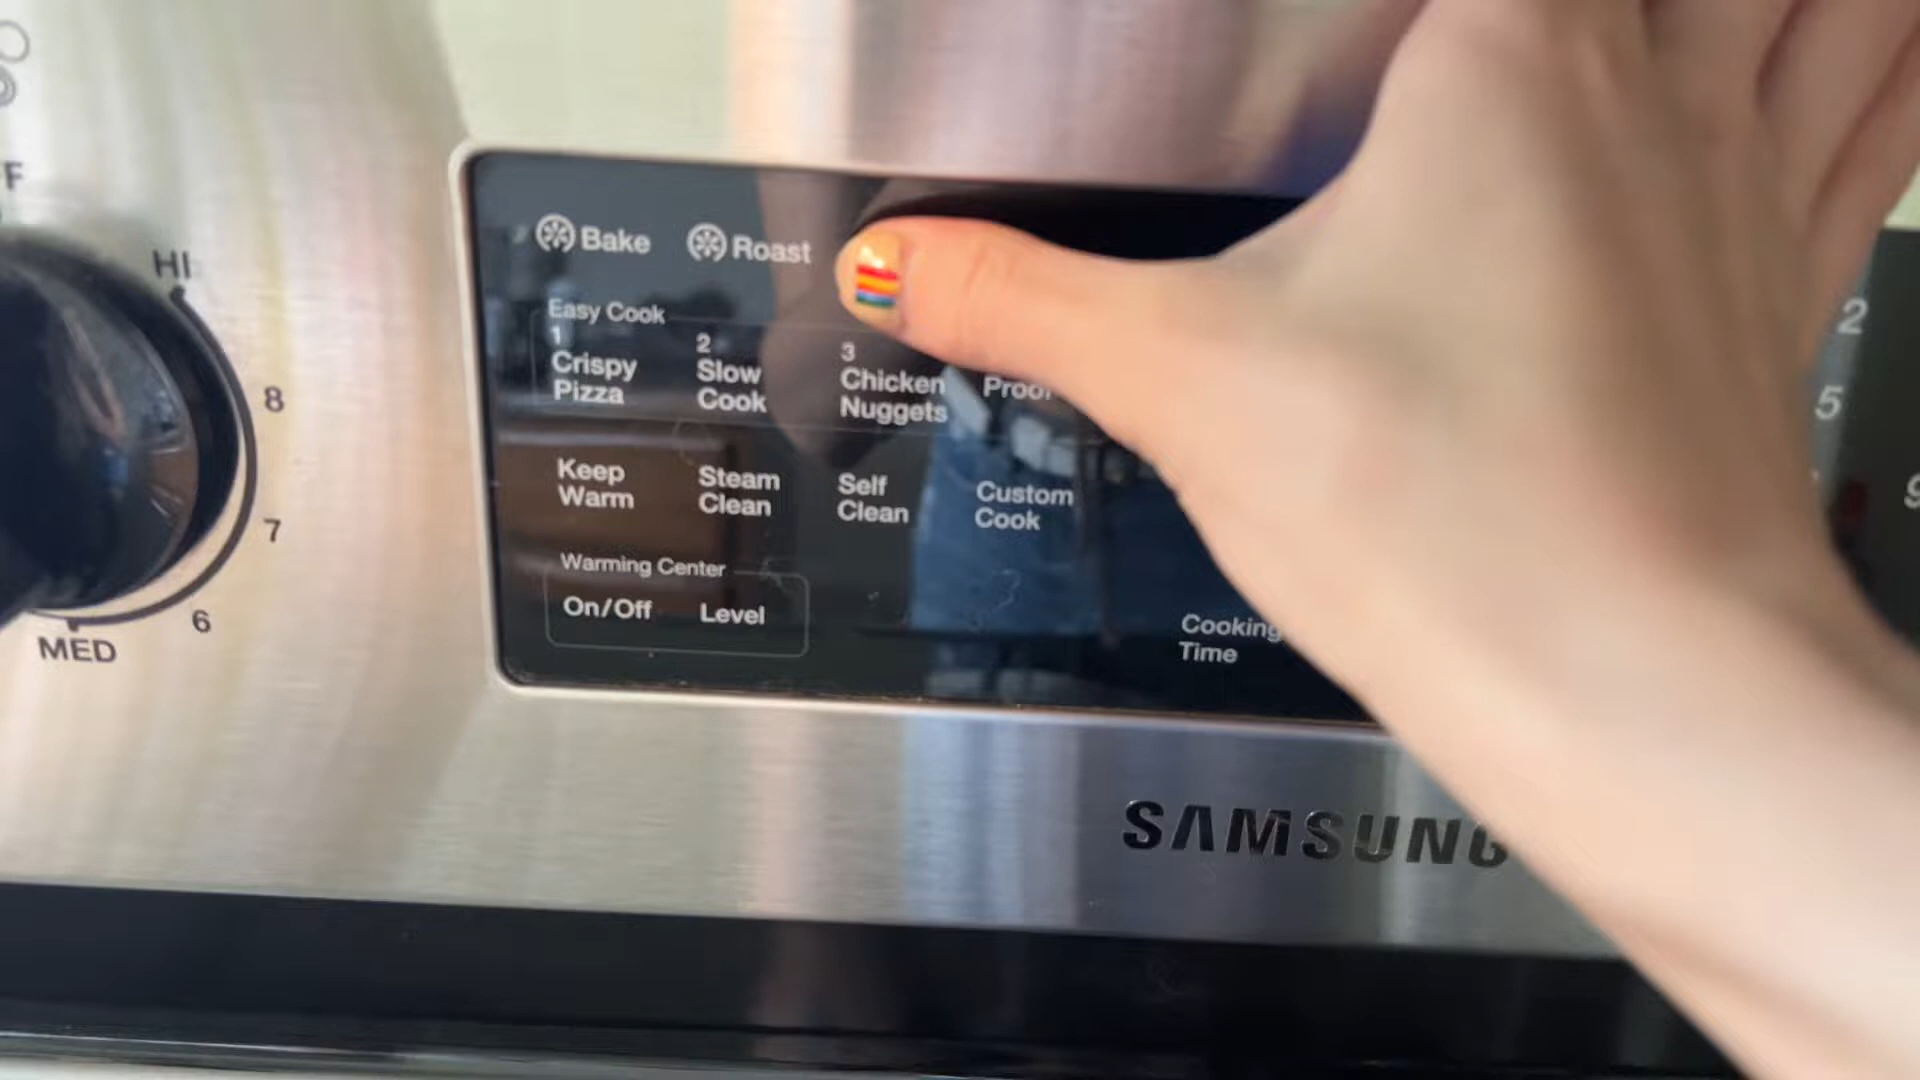 HI
8
7
6
MED
Bake Roast
Easy Cook
1 2 3
Crispy Pizza
Slow Cook
Chicken Nuggets
Keep Warm
Steam Clean
Self Clean
Custom Cook
Warming Center
On/Off Level
Cooking Time
SAMSUNG
2
5
9